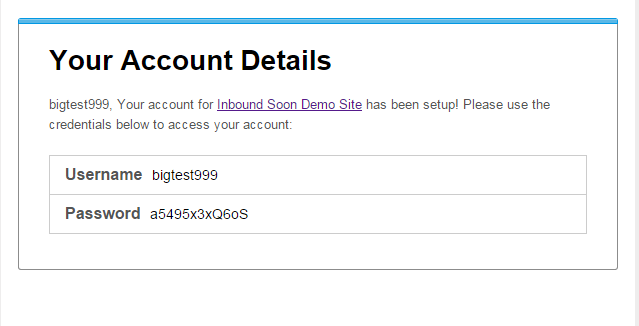 Your Account Details
bigtest999, Your account for Inbound Soon Demo Site has been setup! Please use the
credentials below to access your account:
Username bigtest999
Password a5495x3xQ6oS